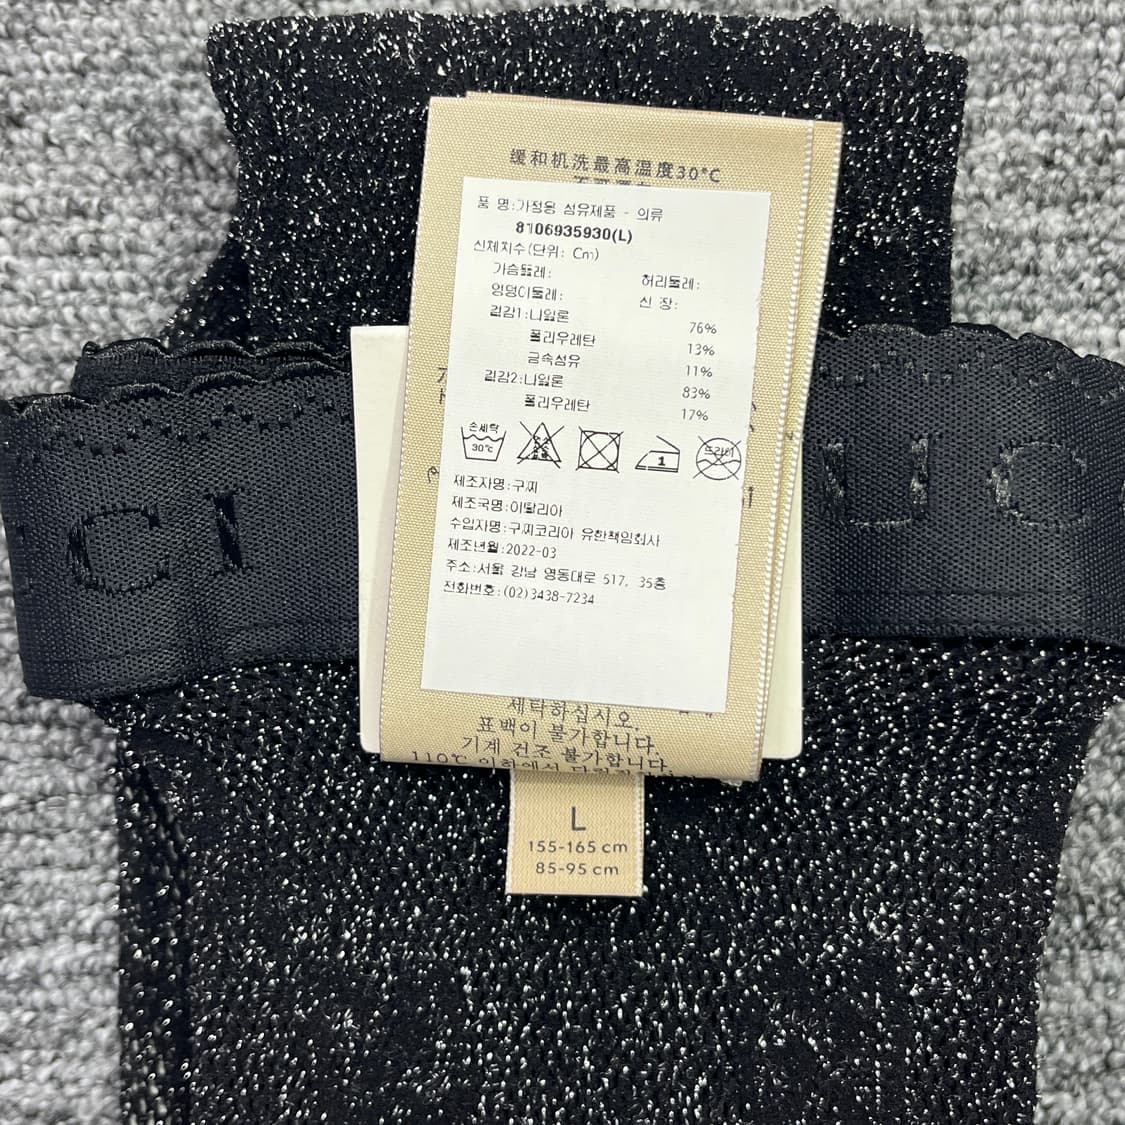 缓和机洗最高温度30°C
품 명:가정용 섬유제품 - 의류
8106935930(L)
신체치수(단위: Cm)
가슴둘레:
허리둘레:
엉덩이둘레:
신 장:
겉감1:나일론 76%
폴리우레탄 13%
금속섬유 11%
겉감2:나일론 83%
폴리우레탄 17%
손세탁
30℃
1
드라이
제조자명:구찌
제조국명:이탈리아
수입자명:구찌코리아 유한책임회사
제조년월:2022-03
주소:서울 강남 영동대로 517, 35층
전화번호:(02)3438-7234
세탁하십시오.
표백이 불가합니다.
기계 건조 불가합니다.
110℃ 이하에서
L
155-165 cm
85-95 cm
CI
UC